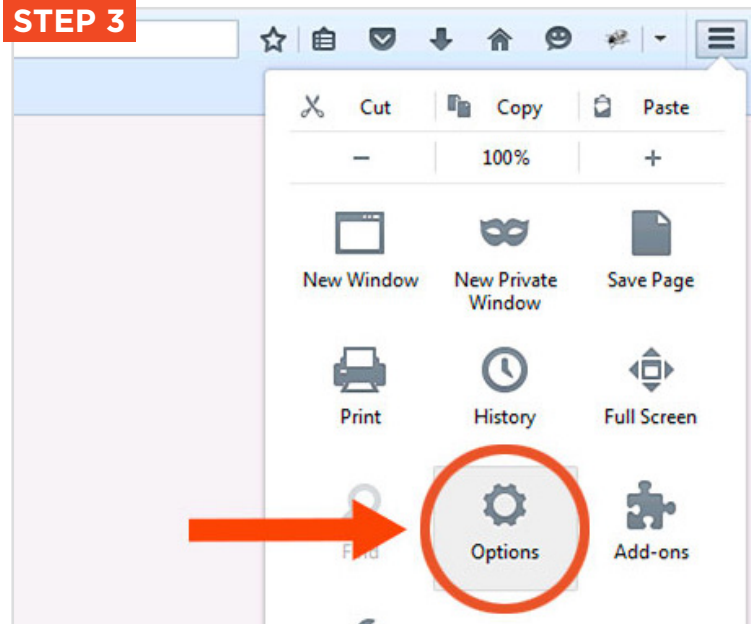 STEP 3
Cut Copy Paste
− 100% +
New Window New Private Window Save Page
Print History Full Screen
Find Options Add-ons